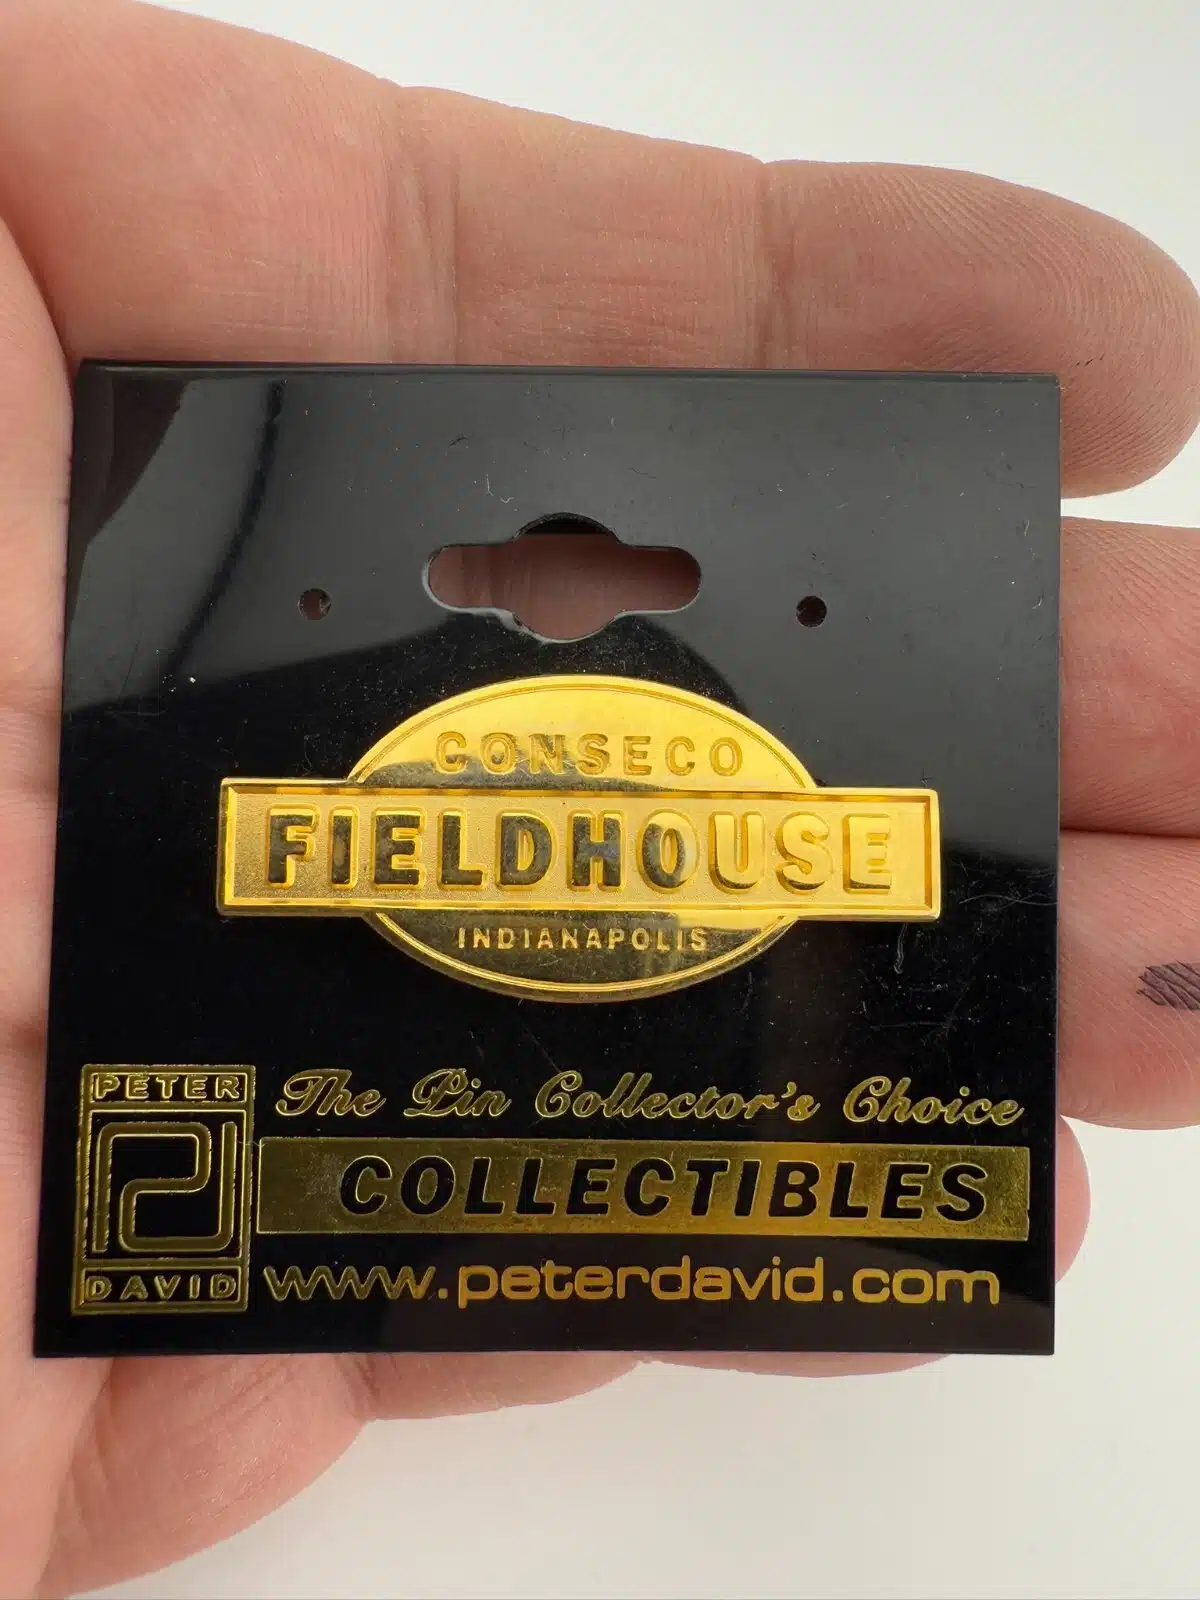 CONSECO
FIELDHOUSE
INDIANAPOLIS
PETER
DAVID
The Pin Collector's Choice
COLLECTIBLES
www.peterdavid.com